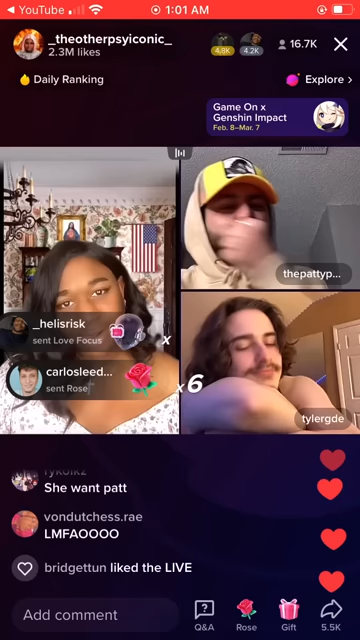 YouTube
1:01 AM
_theotherpsyiconic_
2.3M likes
4.8K
4.2K
16.7K
Daily Ranking
Explore
Game On x
Genshin Impact
Feb. 8–Mar. 7
thepattyp...
_helisrisk
sent Love Focus
x
carlosleed...
sent Rose
x6
tylergde
rykolkz
She want patt
vondutchess.rae
LMFAOOOO
bridgettun liked the LIVE
Add comment
Q&A
Rose
Gift
5.5K